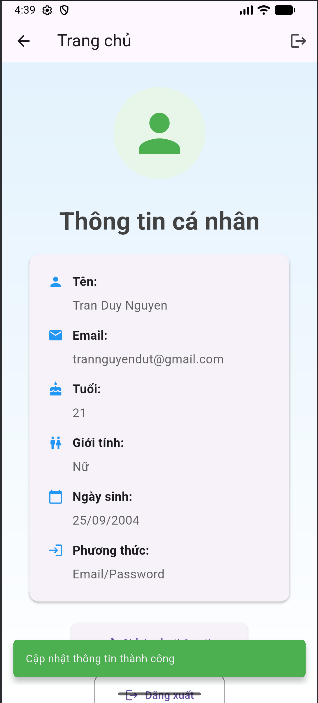 4:39
Trang chủ
Thông tin cá nhân
Tên:
Tran Duy Nguyen
Email:
trannguyendut@gmail.com
Tuổi:
21
Giới tính:
Nữ
Ngày sinh:
25/09/2004
Phương thức:
Email/Password
Cập nhật thông tin thành công
Đăng xuất